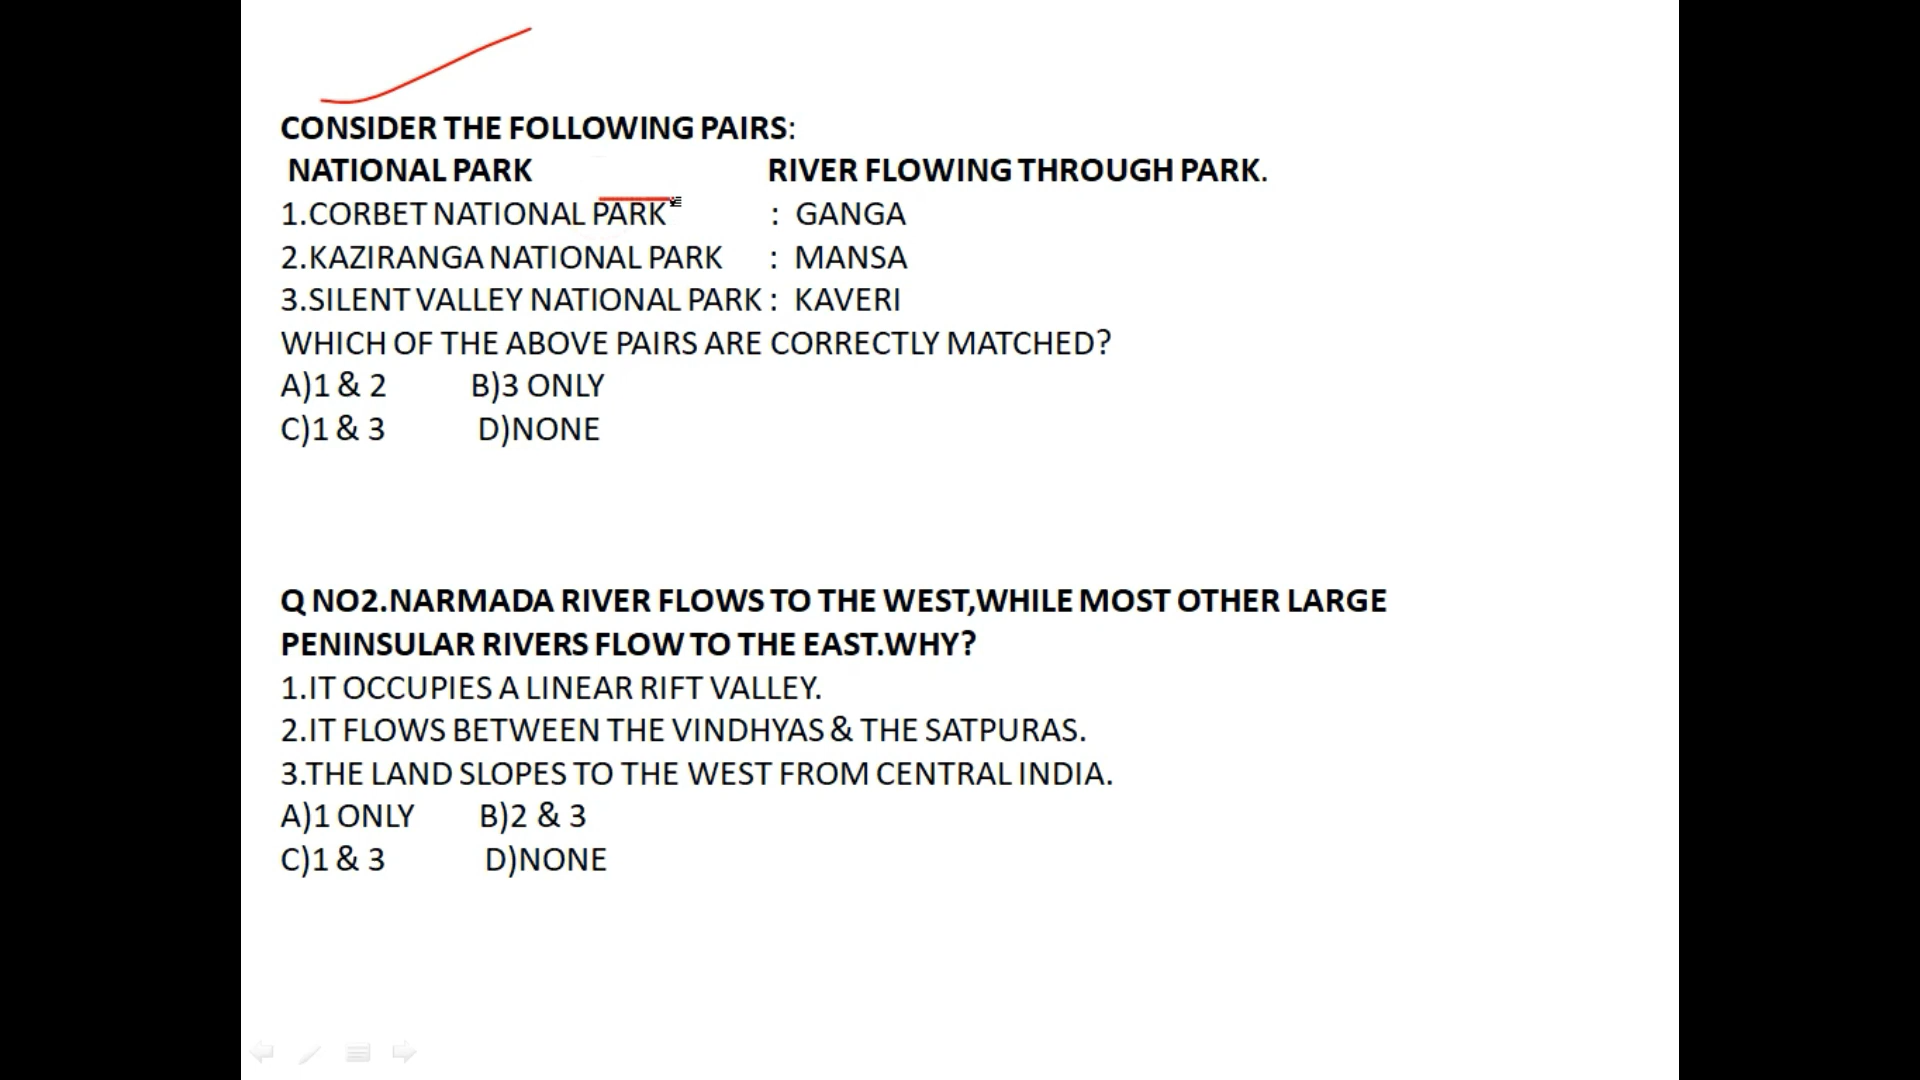 CONSIDER THE FOLLOWING PAIRS:
NATIONAL PARK RIVER FLOWING THROUGH PARK.
1.CORBET NATIONAL PARK : GANGA
2.KAZIRANGA NATIONAL PARK : MANSA
3.SILENT VALLEY NATIONAL PARK : KAVERI
WHICH OF THE ABOVE PAIRS ARE CORRECTLY MATCHED?
A)1 & 2 B)3 ONLY
C)1 & 3 D)NONE
Q NO2.NARMADA RIVER FLOWS TO THE WEST,WHILE MOST OTHER LARGE
PENINSULAR RIVERS FLOW TO THE EAST.WHY?
1.IT OCCUPIES A LINEAR RIFT VALLEY.
2.IT FLOWS BETWEEN THE VINDHYAS & THE SATPURAS.
3.THE LAND SLOPES TO THE WEST FROM CENTRAL INDIA.
A)1 ONLY B)2 & 3
C)1 & 3 D)NONE